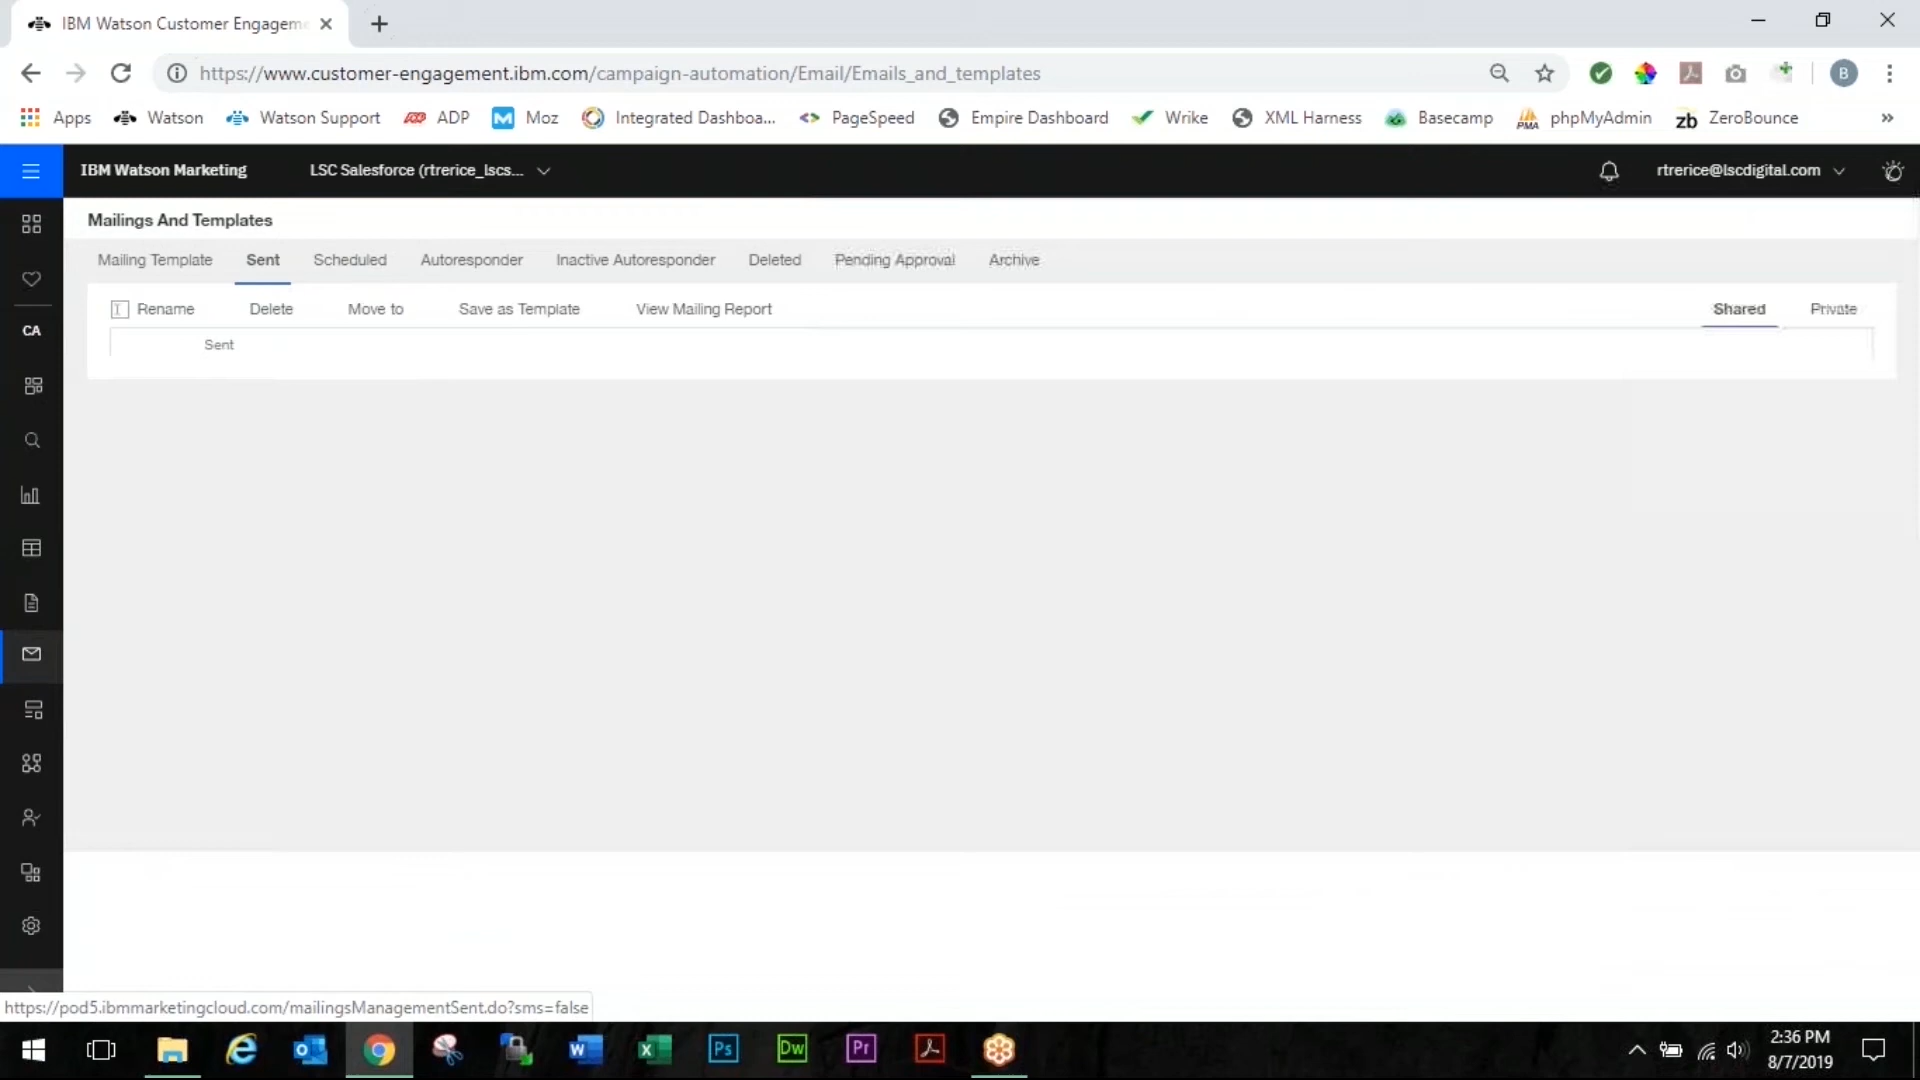 IBM Watson Customer Engagem
https://www.customer-engagement.ibm.com/campaign-automation/Email/Emails_and_templates
B
Apps Watson Watson Support ADP Moz Integrated Dashboa... PageSpeed Empire Dashboard Wrike XML Harness Basecamp phpMyAdmin zb ZeroBounce »
IBM Watson Marketing LSC Salesforce (rtrerice_lscs... rtrerice@lscdigital.com
Mailings And Templates
Mailing Template Sent Scheduled Autoresponder Inactive Autoresponder Deleted Pending Approval Archive
Rename Delete Move to Save as Template View Mailing Report Shared Private
CA
Sent
https://pod5.ibmmarketingcloud.com/mailingsManagementSent.do?sms=false
Ps Dw Pr
2:36 PM
8/7/2019